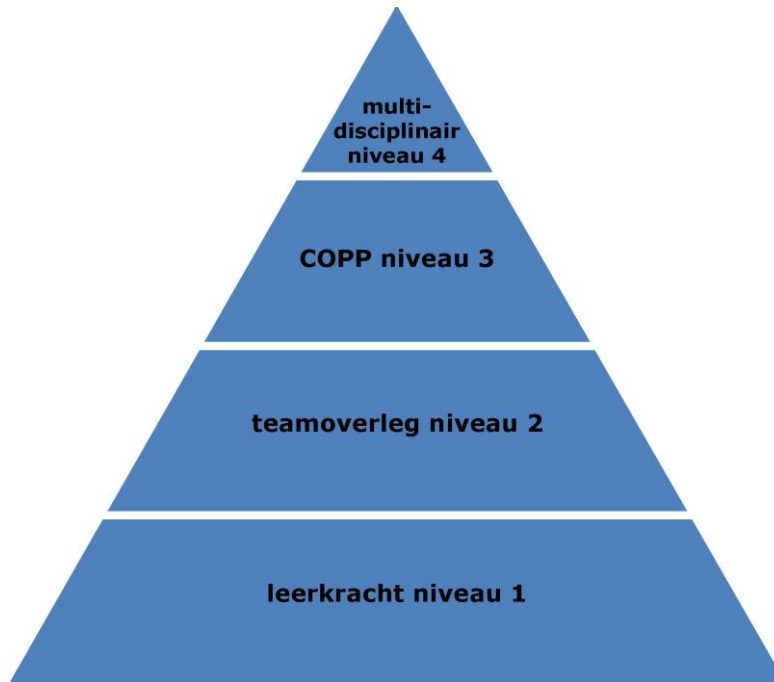 multi-
disciplinair
niveau 4
COPP niveau 3
teamoverleg niveau 2
leerkracht niveau 1